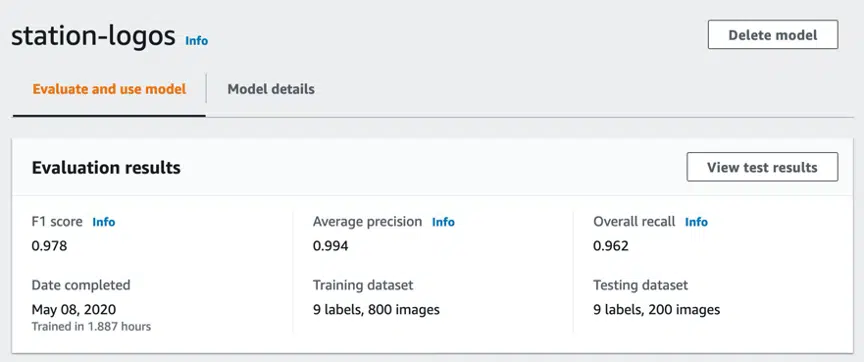 station-logos Info
Delete model
Evaluate and use model
Model details
Evaluation results
View test results
F1 score Info
0.978
Average precision Info
0.994
Overall recall Info
0.962
Date completed
May 08, 2020
Trained in 1.887 hours
Training dataset
9 labels, 800 images
Testing dataset
9 labels, 200 images